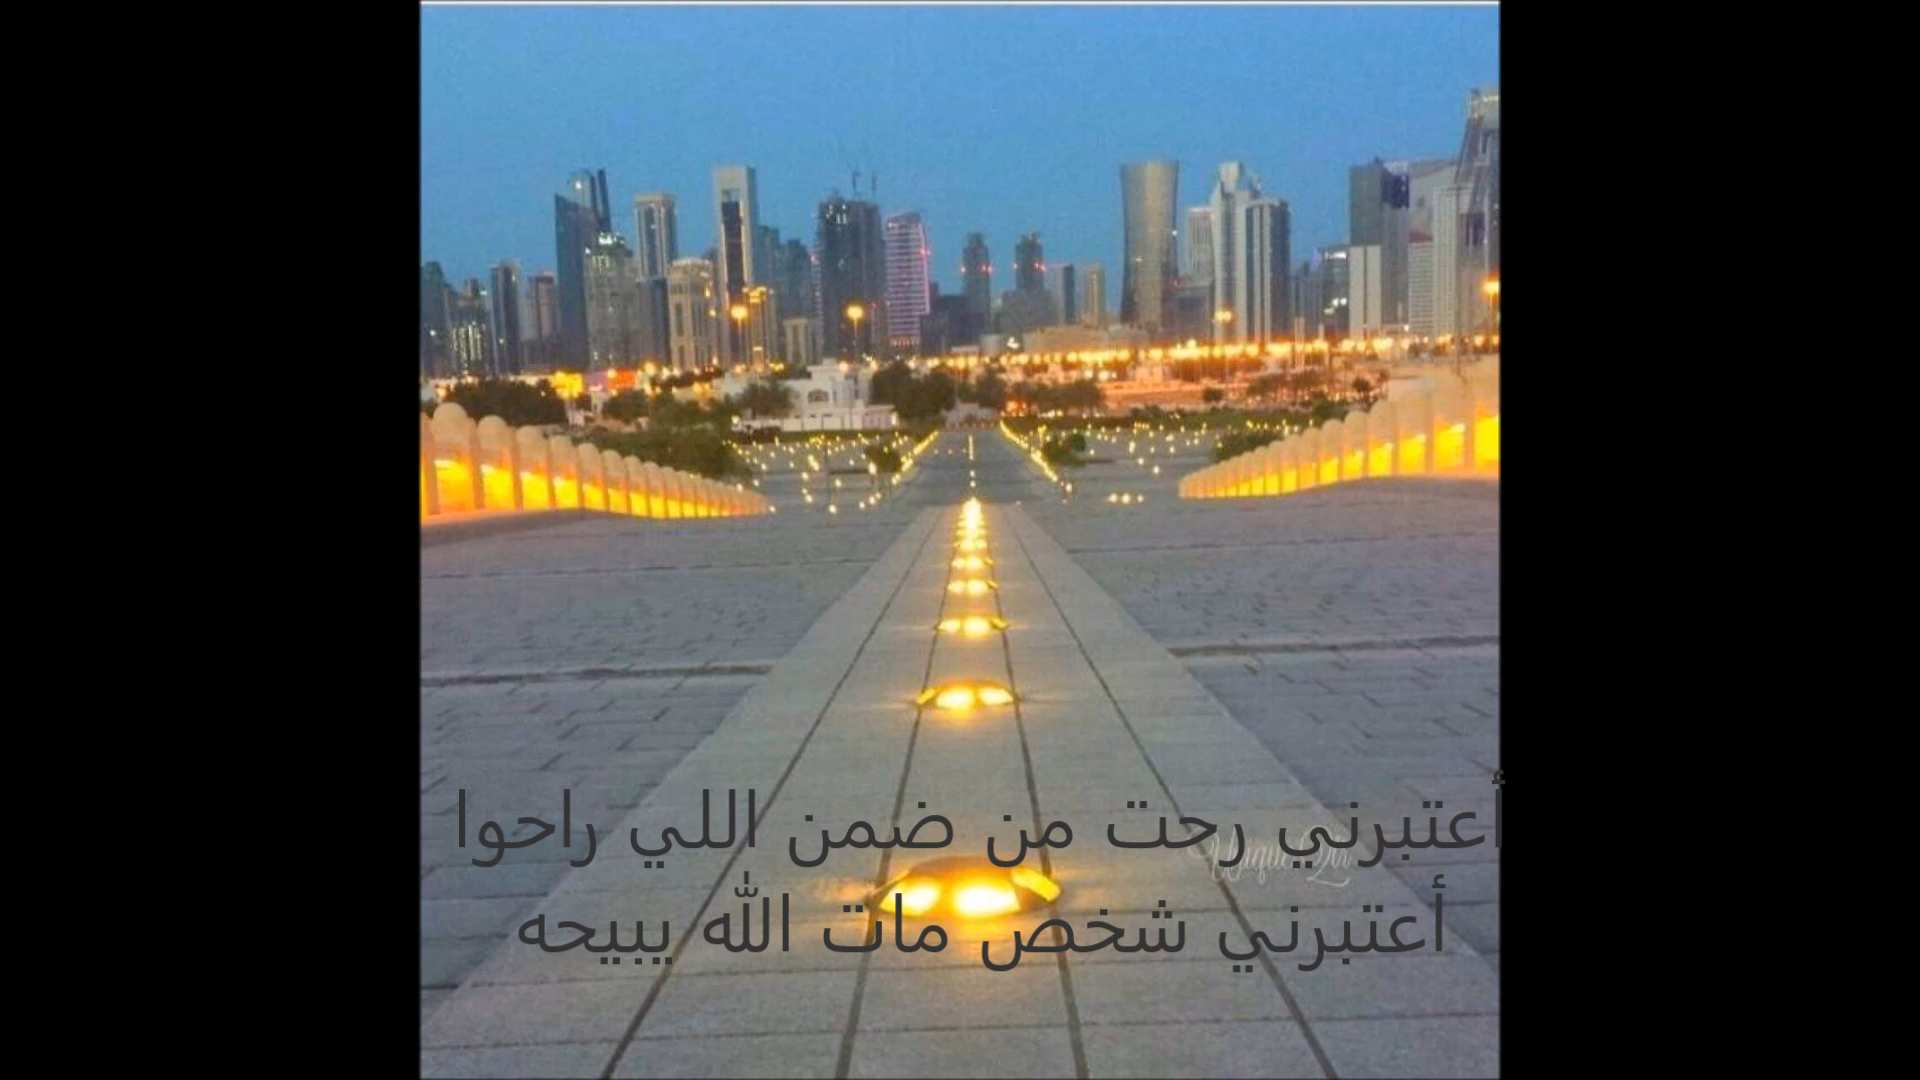 أعتبرني رحت من ضمن اللي راحوا
أعتبرني شخص مات الله يبيحه